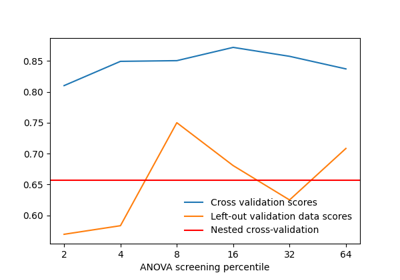 0.85
0.80
0.75
0.70
0.65
0.60
Cross validation scores
Left-out validation data scores
Nested cross-validation
2 4 8 16 32 64
ANOVA screening percentile